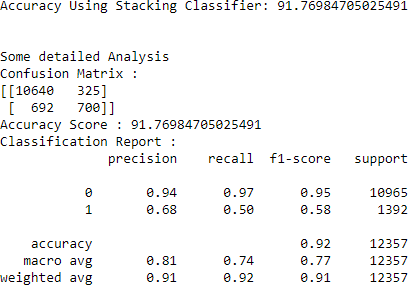 Accuracy Using Stacking Classifier: 91.76984705025491
Some detailed Analysis
Confusion Matrix :
[[10640   325]
 [  692   700]]
Accuracy Score : 91.76984705025491
Classification Report :
              precision    recall  f1-score   support
           0       0.94      0.97      0.95     10965
           1       0.68      0.50      0.58      1392
    accuracy                           0.92     12357
   macro avg       0.81      0.74      0.77     12357
weighted avg       0.91      0.92      0.91     12357